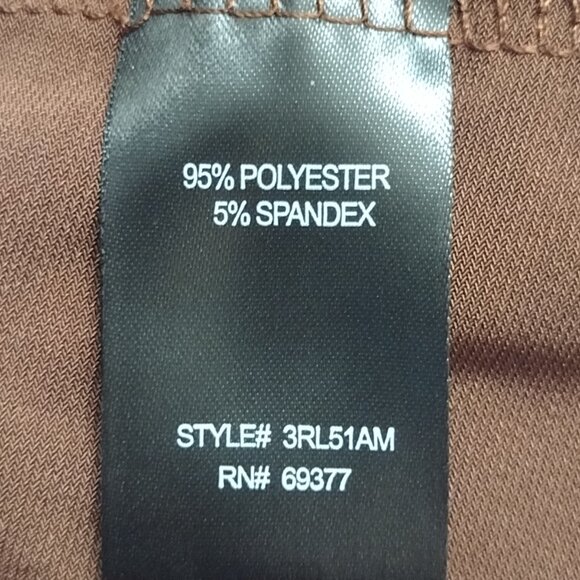 95% POLYESTER
5% SPANDEX
STYLE# 3RL51AM
RN# 69377